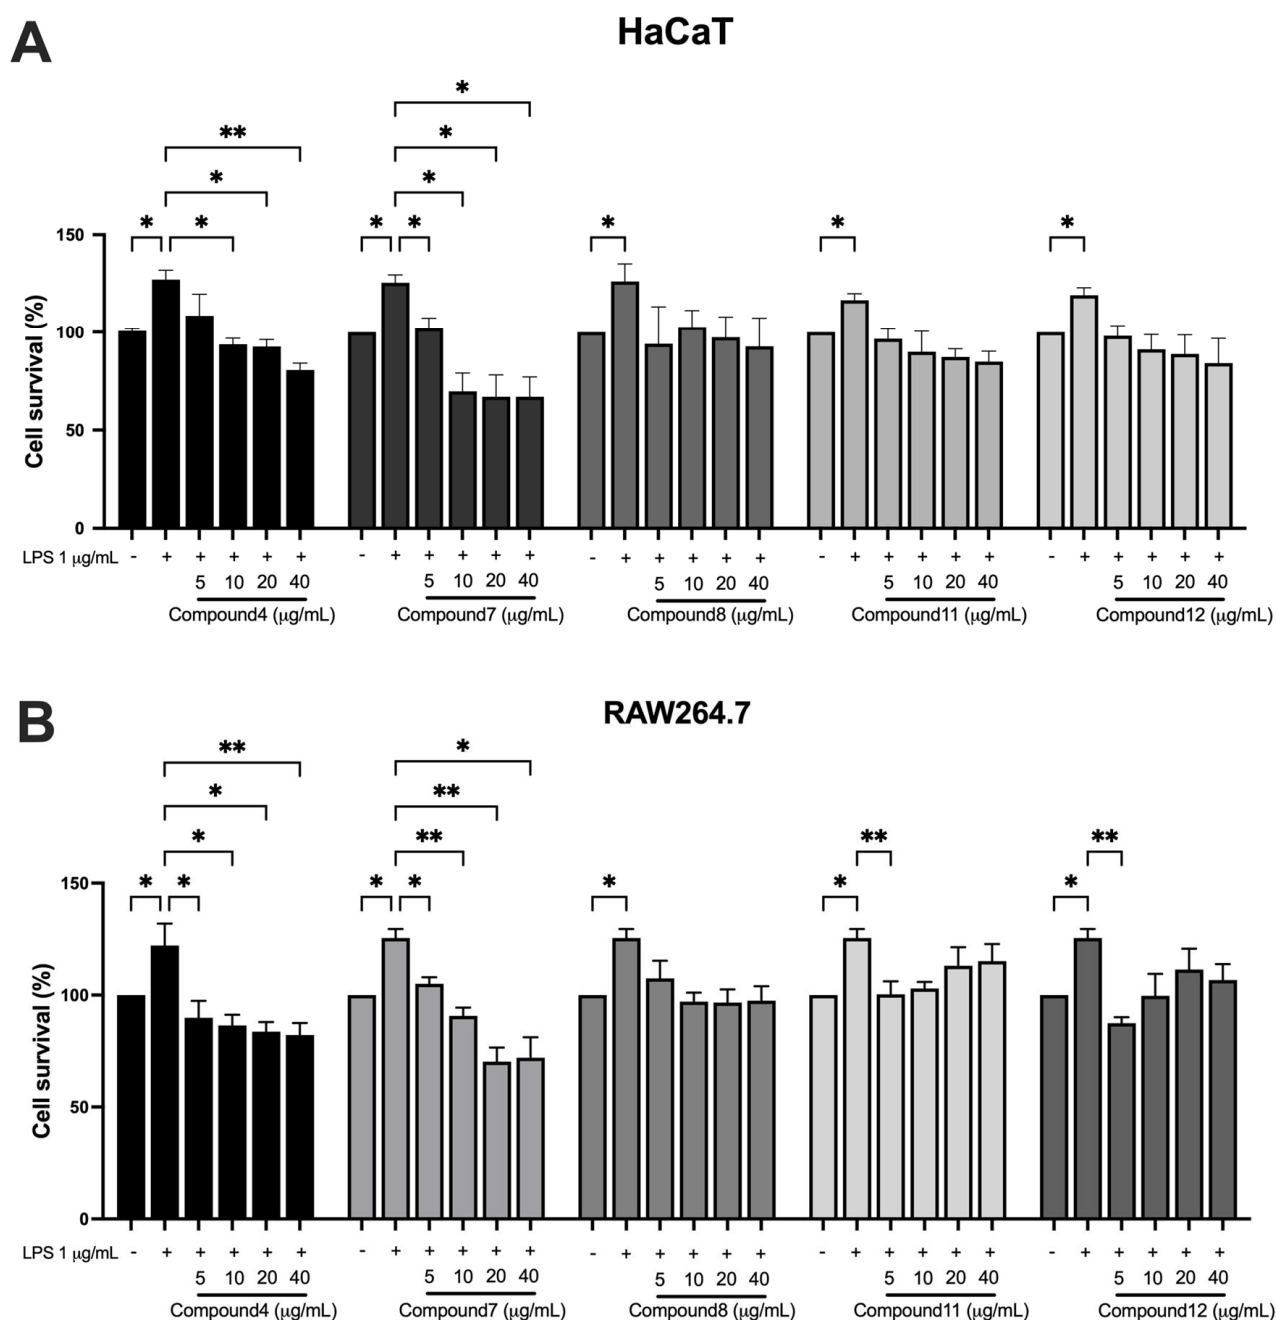 A
HaCaT
*
** *
* * *
* * * * * * *
150
100
50
0
Cell survival (%)
LPS 1 μg/mL - + + + + + - + + + + + - + + + + + - + + + + + - + + + + +
5 10 20 40 5 10 20 40 5 10 20 40 5 10 20 40 5 10 20 40
Compound4 (μg/mL) Compound7 (μg/mL) Compound8 (μg/mL) Compound11 (μg/mL) Compound12 (μg/mL)
B
RAW264.7
** *
* **
* ** ** **
* * * * * * *
150
100
50
0
Cell survival (%)
LPS 1 μg/mL - + + + + + - + + + + + - + + + + + - + + + + + - + + + + +
5 10 20 40 5 10 20 40 5 10 20 40 5 10 20 40 5 10 20 40
Compound4 (μg/mL) Compound7 (μg/mL) Compound8 (μg/mL) Compound11 (μg/mL) Compound12 (μg/mL)